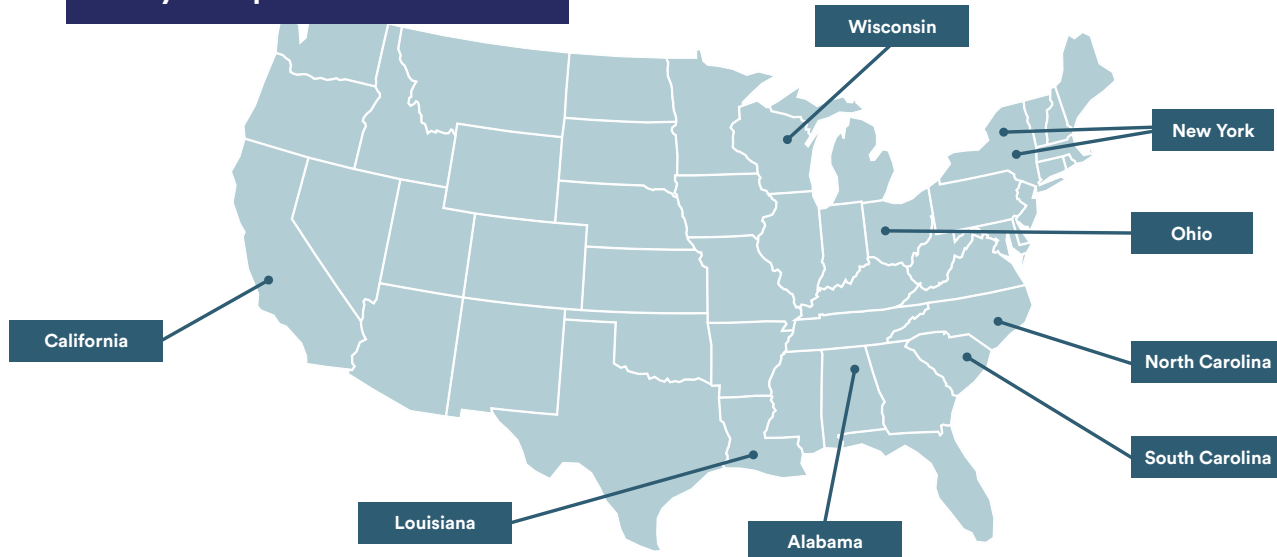 Wisconsin
New York
Ohio
California
North Carolina
South Carolina
Louisiana
Alabama